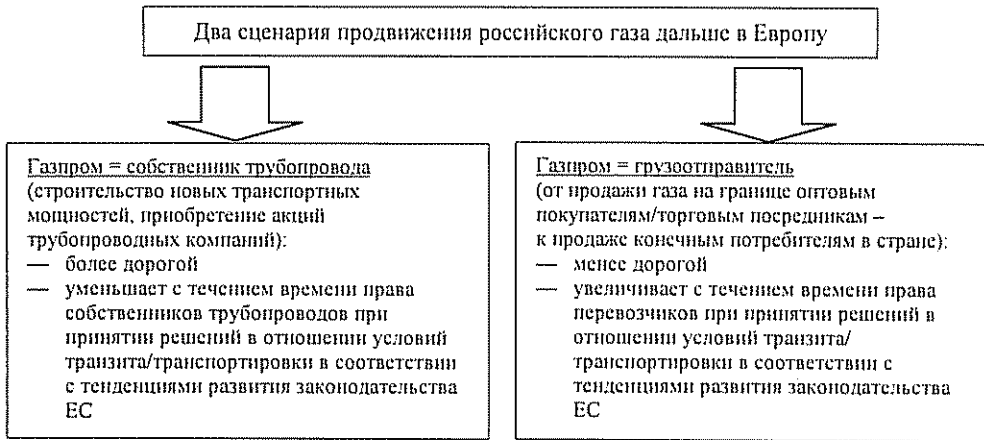 Два сценария продвижения российского газа дальше в Европу
Газпром = собственник трубопровода
(строительство новых транспортных
мощностей, приобретение акций
трубопроводных компаний):
— более дорогой
— уменьшает с течением времени права
собственников трубопроводов при
принятии решений в отношении условий
транзита/транспортировки в соответствии
с тенденциями развития законодательства
ЕС
Газпром = грузоотправитель
(от продажи газа на границе оптовым
покупателям/торговым посредникам –
к продаже конечным потребителям в стране):
— менее дорогой
— увеличивает с течением времени права
перевозчиков при принятии решений в
отношении условий транзита/
транспортировки в соответствии с
тенденциями развития законодательства
ЕС